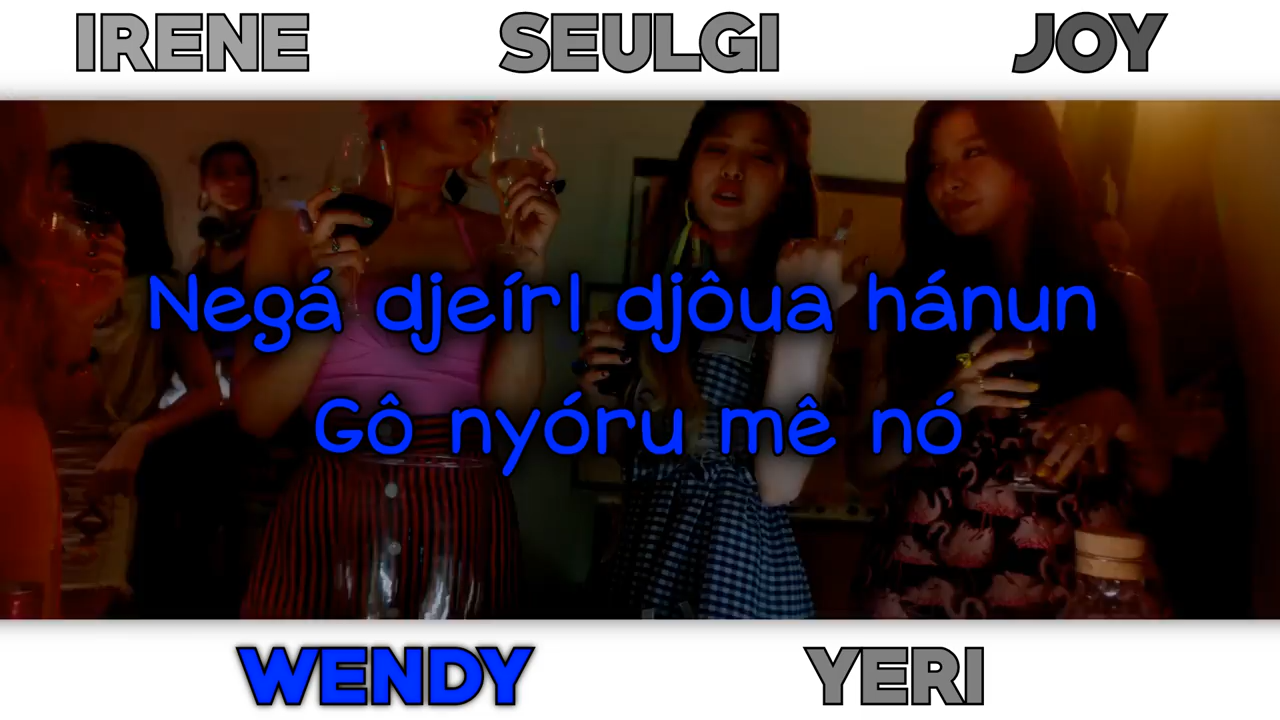 IRENE SEULGI JOY
Negá djeírl djôua hánun
Gô nyóru mê nó
WENDY YERI